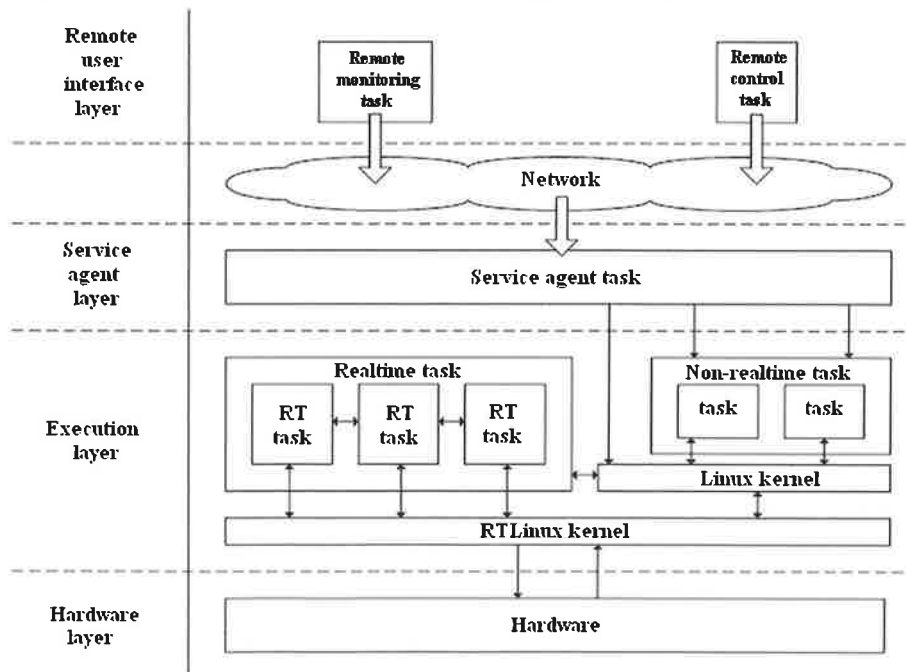 Remote
user
interface
layer
Remote
monitoring
task
Remote
control
task
Network
Service
agent
layer
Service agent task
Execution
layer
Realtime task
RT
task
RT
task
RT
task
Non-realtime task
task
task
Linux kernel
RTLinux kernel
Hardware
layer
Hardware